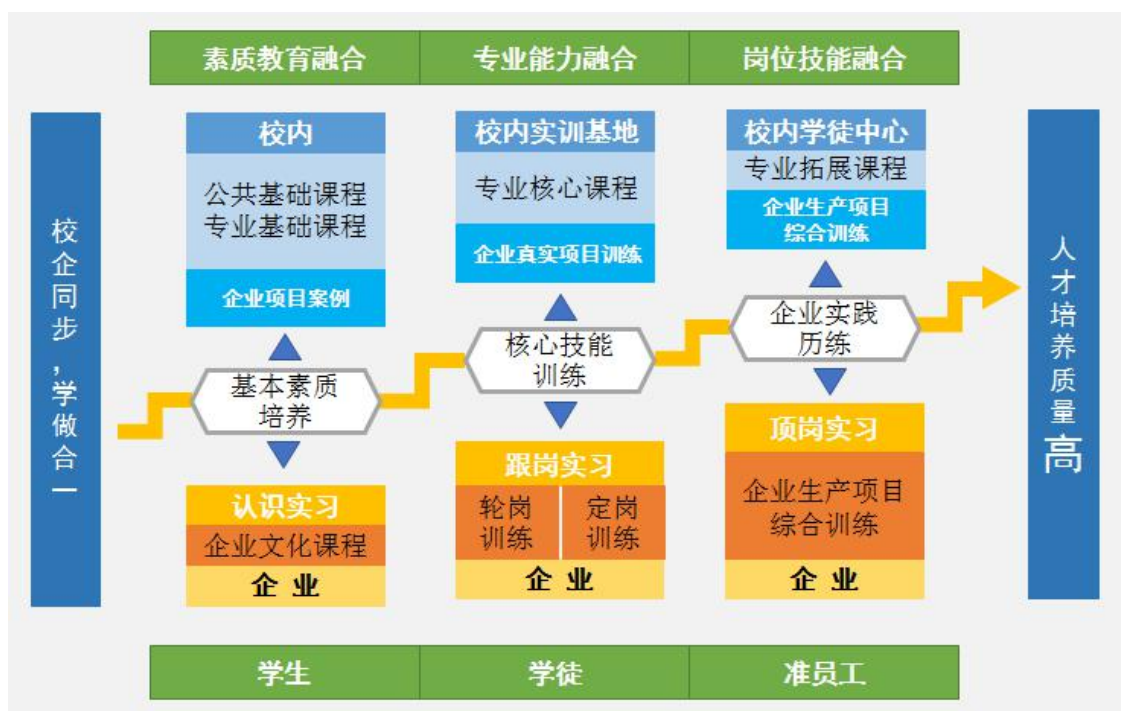 素质教育融合
专业能力融合
岗位技能融合
校企同步，学做合一
校内
公共基础课程
专业基础课程
企业项目案例
基本素质
培养
认识实习
企业文化课程
企 业
校内实训基地
专业核心课程
企业真实项目训练
核心技能
训练
跟岗实习
轮岗
训练
定岗
训练
企 业
校内学徒中心
专业拓展课程
企业生产项目
综合训练
企业实践
历练
顶岗实习
企业生产项目
综合训练
企 业
人才培养质量高
学生
学徒
准员工